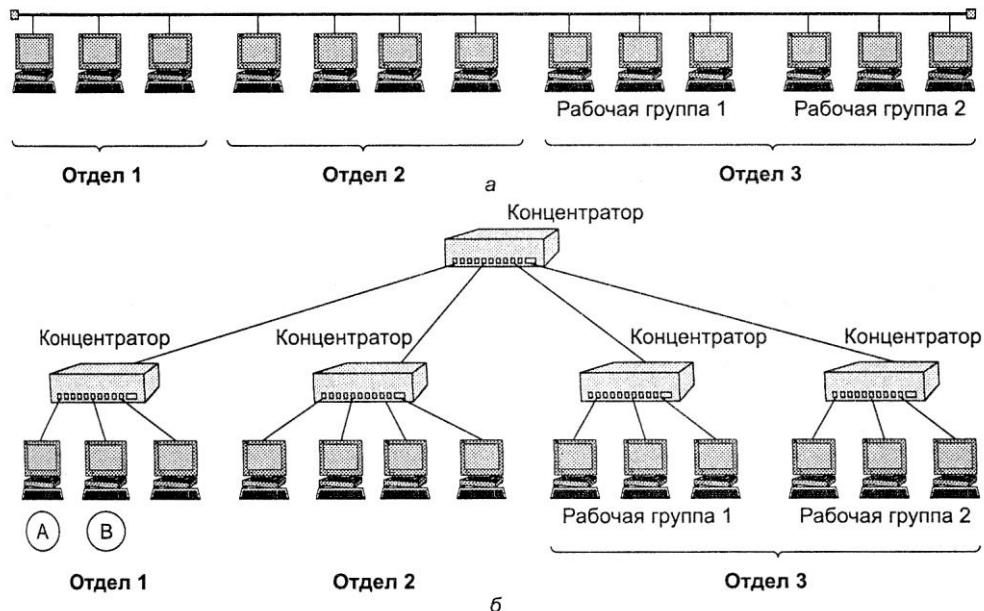 Рабочая группа 1 Рабочая группа 2
Отдел 1 Отдел 2 Отдел 3
а
Концентратор
Концентратор Концентратор Концентратор Концентратор
Рабочая группа 1 Рабочая группа 2
A B
Отдел 1 Отдел 2 Отдел 3
б